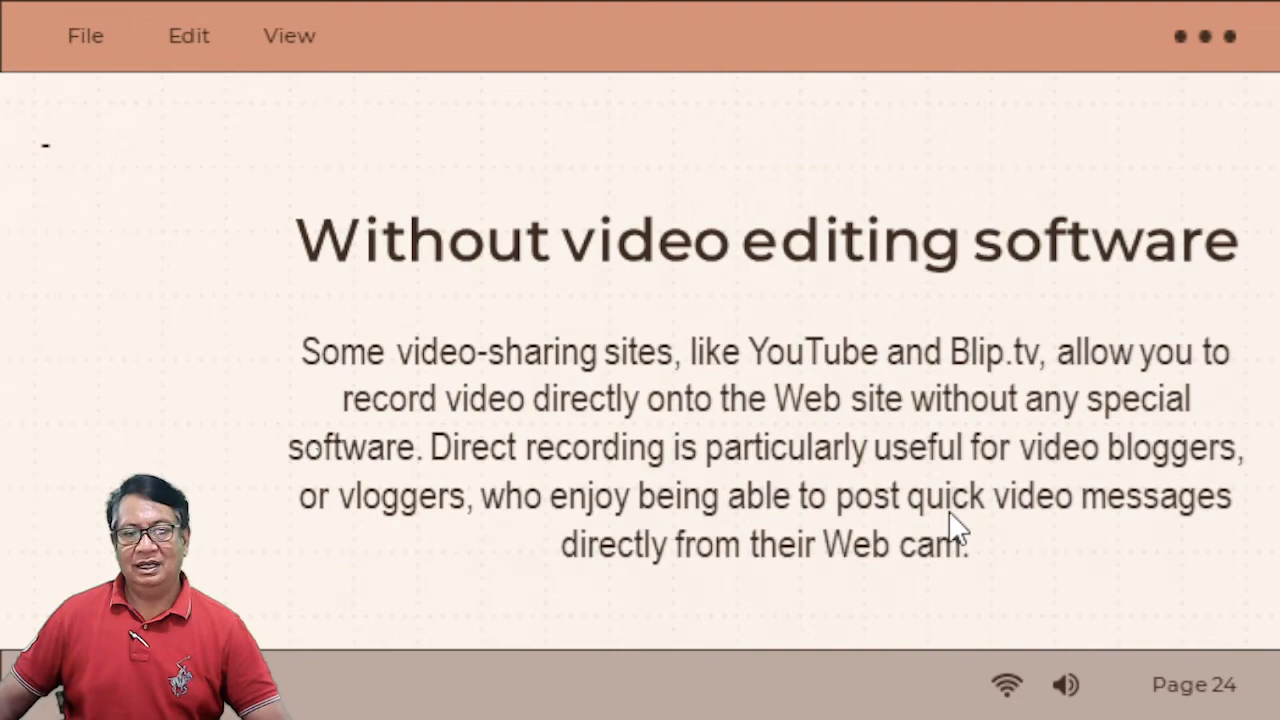 File Edit View
-
Without video editing software
Some video-sharing sites, like YouTube and Blip.tv, allow you to
record video directly onto the Web site without any special
software. Direct recording is particularly useful for video bloggers,
or vloggers, who enjoy being able to post quick video messages
directly from their Web cam.
Page 24